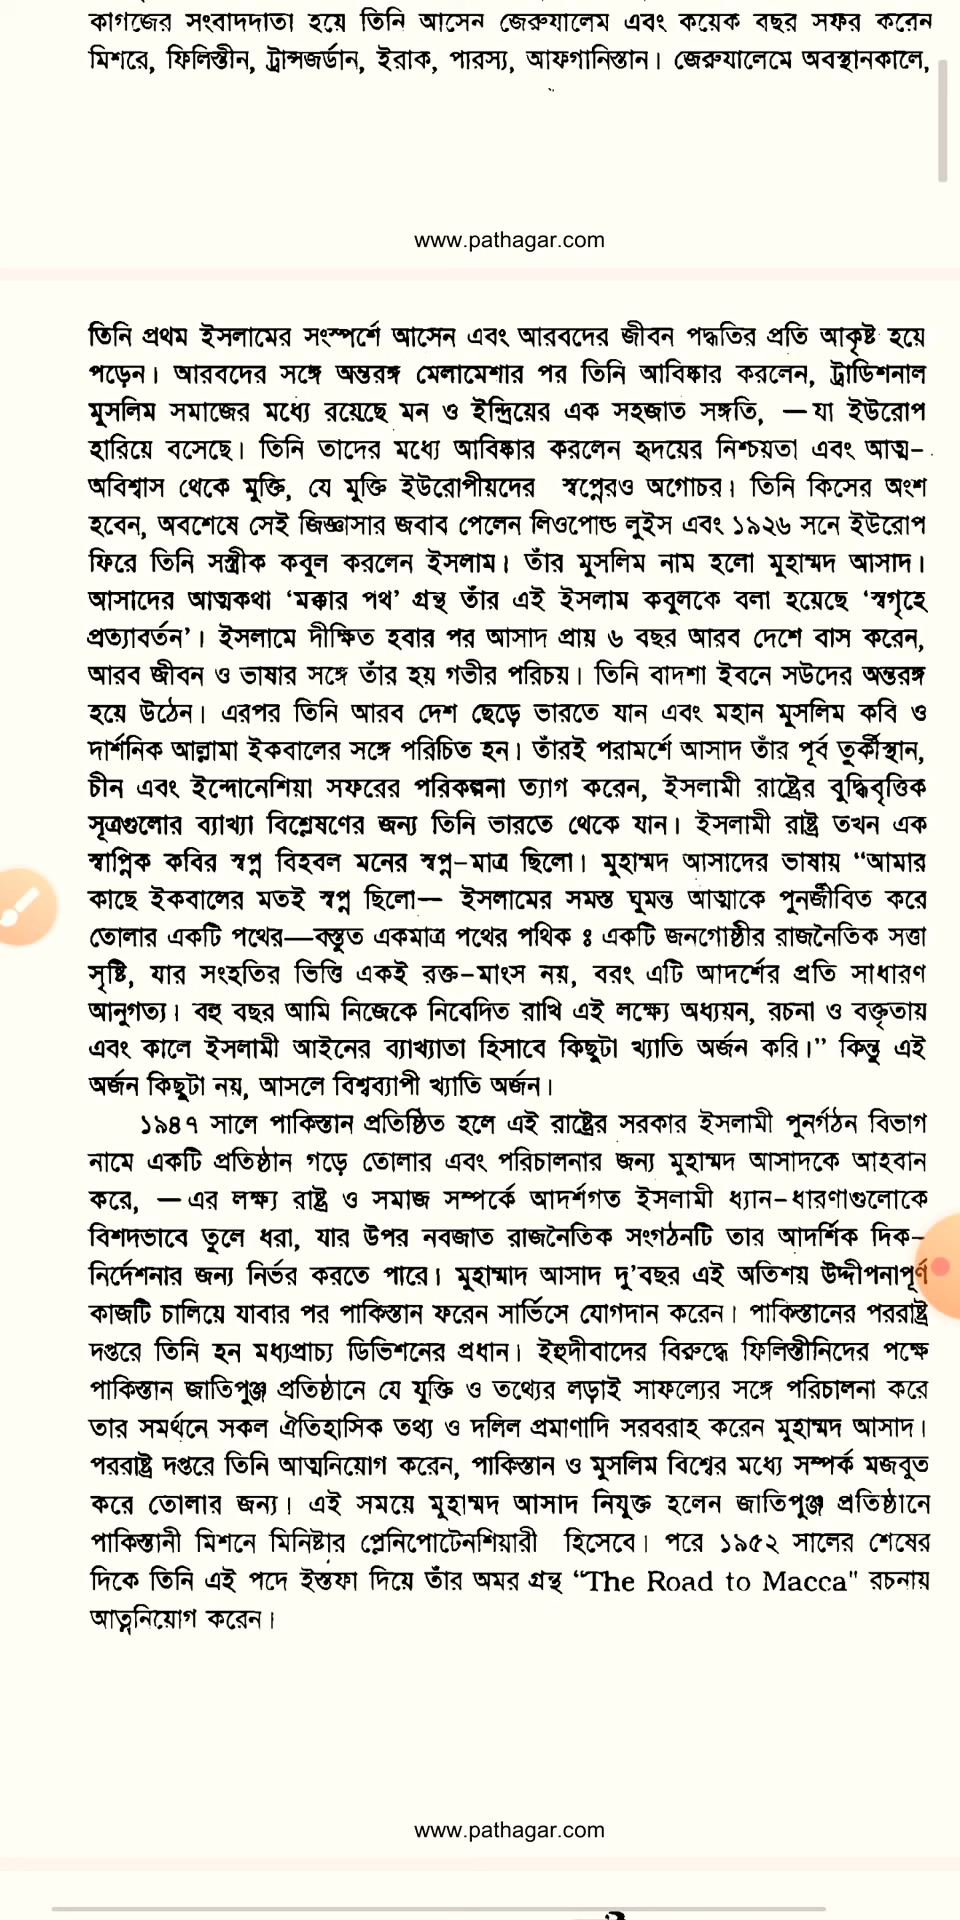 কাগজের সংবাদদাতা হয়ে তিনি আসেন জেরুযালেম এবং কয়েক বছর সফর করেন
মিশরে, ফিলিস্তীন, ট্রান্সজর্ডান, ইরাক, পারস্য, আফগানিস্তান। জেরুযালেমে অবস্থানকালে,
www.pathagar.com
তিনি প্রথম ইসলামের সংস্পর্শে আসেন এবং আরবদের জীবন পদ্ধতির প্রতি আকৃষ্ট হয়ে
পড়েন। আরবদের সঙ্গে অন্তরঙ্গ মেলামেশার পর তিনি আবিষ্কার করলেন, ট্রাডিশনাল
মুসলিম সমাজের মধ্যে রয়েছে মন ও ইন্দ্রিয়ের এক সহজাত সঙ্গতি, —যা ইউরোপ
হারিয়ে বসেছে। তিনি তাদের মধ্যে আবিষ্কার করলেন হৃদয়ের নিশ্চয়তা এবং আত্ম-
অবিশ্বাস থেকে মুক্তি, যে মুক্তি ইউরোপীয়দের স্বপ্নেরও অগোচর। তিনি কিসের অংশ
হবেন, অবশেষে সেই জিজ্ঞাসার জবাব পেলেন লিওপোল্ড লুইস এবং ১৯২৬ সনে ইউরোপ
ফিরে তিনি সস্ত্রীক কবুল করলেন ইসলাম। তাঁর মুসলিম নাম হলো মুহাম্মদ আসাদ।
আসাদের আত্মকথা ‘মক্কার পথ’ গ্রন্থ তাঁর এই ইসলাম কবুলকে বলা হয়েছে ‘স্বগৃহে
প্রত্যাবর্তন’। ইসলামে দীক্ষিত হবার পর আসাদ প্রায় ৬ বছর আরব দেশে বাস করেন,
আরব জীবন ও ভাষার সঙ্গে তাঁর হয় গভীর পরিচয়। তিনি বাদশা ইবনে সউদের অন্তরঙ্গ
হয়ে উঠেন। এরপর তিনি আরব দেশ ছেড়ে ভারতে যান এবং মহান মুসলিম কবি ও
দার্শনিক আল্লামা ইকবালের সঙ্গে পরিচিত হন। তাঁরই পরামর্শে আসাদ তাঁর পূর্ব তুর্কীস্থান,
চীন এবং ইন্দোনেশিয়া সফরের পরিকল্পনা ত্যাগ করেন, ইসলামী রাষ্ট্রের বুদ্ধিবৃত্তিক
সূত্রগুলোর ব্যাখ্যা বিশ্লেষণের জন্য তিনি ভারতে থেকে যান। ইসলামী রাষ্ট্র তখন এক
স্বাপ্নিক কবির স্বপ্ন বিহবল মনের স্বপ্ন-মাত্র ছিলো। মুহাম্মদ আসাদের ভাষায় “আমার
কাছে ইকবালের মতই স্বপ্ন ছিলো— ইসলামের সমস্ত ঘুমন্ত আত্মাকে পুনর্জীবিত করে
তোলার একটি পথের—বস্তুত একমাত্র পথের পথিক ঃ একটি জনগোষ্ঠীর রাজনৈতিক সত্তা
সৃষ্টি, যার সংহতির ভিত্তি একই রক্ত-মাংস নয়, বরং এটি আদর্শের প্রতি সাধারণ
আনুগত্য। বহু বছর আমি নিজেকে নিবেদিত রাখি এই লক্ষ্যে অধ্যয়ন, রচনা ও বক্তৃতায়
এবং কালে ইসলামী আইনের ব্যাখ্যাতা হিসাবে কিছুটা খ্যাতি অর্জন করি।” কিন্তু এই
অর্জন কিছুটা নয়, আসলে বিশ্বব্যাপী খ্যাতি অর্জন।
১৯৪৭ সালে পাকিস্তান প্রতিষ্ঠিত হলে এই রাষ্ট্রের সরকার ইসলামী পুনর্গঠন বিভাগ
নামে একটি প্রতিষ্ঠান গড়ে তোলার এবং পরিচালনার জন্য মুহাম্মদ আসাদকে আহবান
করে, —এর লক্ষ্য রাষ্ট্র ও সমাজ সম্পর্কে আদর্শগত ইসলামী ধ্যান-ধারণাগুলোকে
বিশদভাবে তুলে ধরা, যার উপর নবজাত রাজনৈতিক সংগঠনটি তার আদর্শিক দিক-
নির্দেশনার জন্য নির্ভর করতে পারে। মুহাম্মাদ আসাদ দু’বছর এই অতিশয় উদ্দীপনাপূর্ণ
কাজটি চালিয়ে যাবার পর পাকিস্তান ফরেন সার্ভিসে যোগদান করেন। পাকিস্তানের পররাষ্ট্র
দপ্তরে তিনি হন মধ্যপ্রাচ্য ডিভিশনের প্রধান। ইহুদীবাদের বিরুদ্ধে ফিলিস্তীনিদের পক্ষে
পাকিস্তান জাতিপুঞ্জ প্রতিষ্ঠানে যে যুক্তি ও তথ্যের লড়াই সাফল্যের সঙ্গে পরিচালনা করে
তার সমর্থনে সকল ঐতিহাসিক তথ্য ও দলিল প্রমাণাদি সরবরাহ করেন মুহাম্মদ আসাদ।
পররাষ্ট্র দপ্তরে তিনি আত্মনিয়োগ করেন, পাকিস্তান ও মুসলিম বিশ্বের মধ্যে সম্পর্ক মজবুত
করে তোলার জন্য। এই সময়ে মুহাম্মদ আসাদ নিযুক্ত হলেন জাতিপুঞ্জ প্রতিষ্ঠানে
পাকিস্তানী মিশনে মিনিষ্টার প্লেনিপোটেনশিয়ারী হিসেবে। পরে ১৯৫২ সালের শেষের
দিকে তিনি এই পদে ইস্তফা দিয়ে তাঁর অমর গ্রন্থ “The Road to Macca" রচনায়
আত্ননিয়োগ করেন।
www.pathagar.com